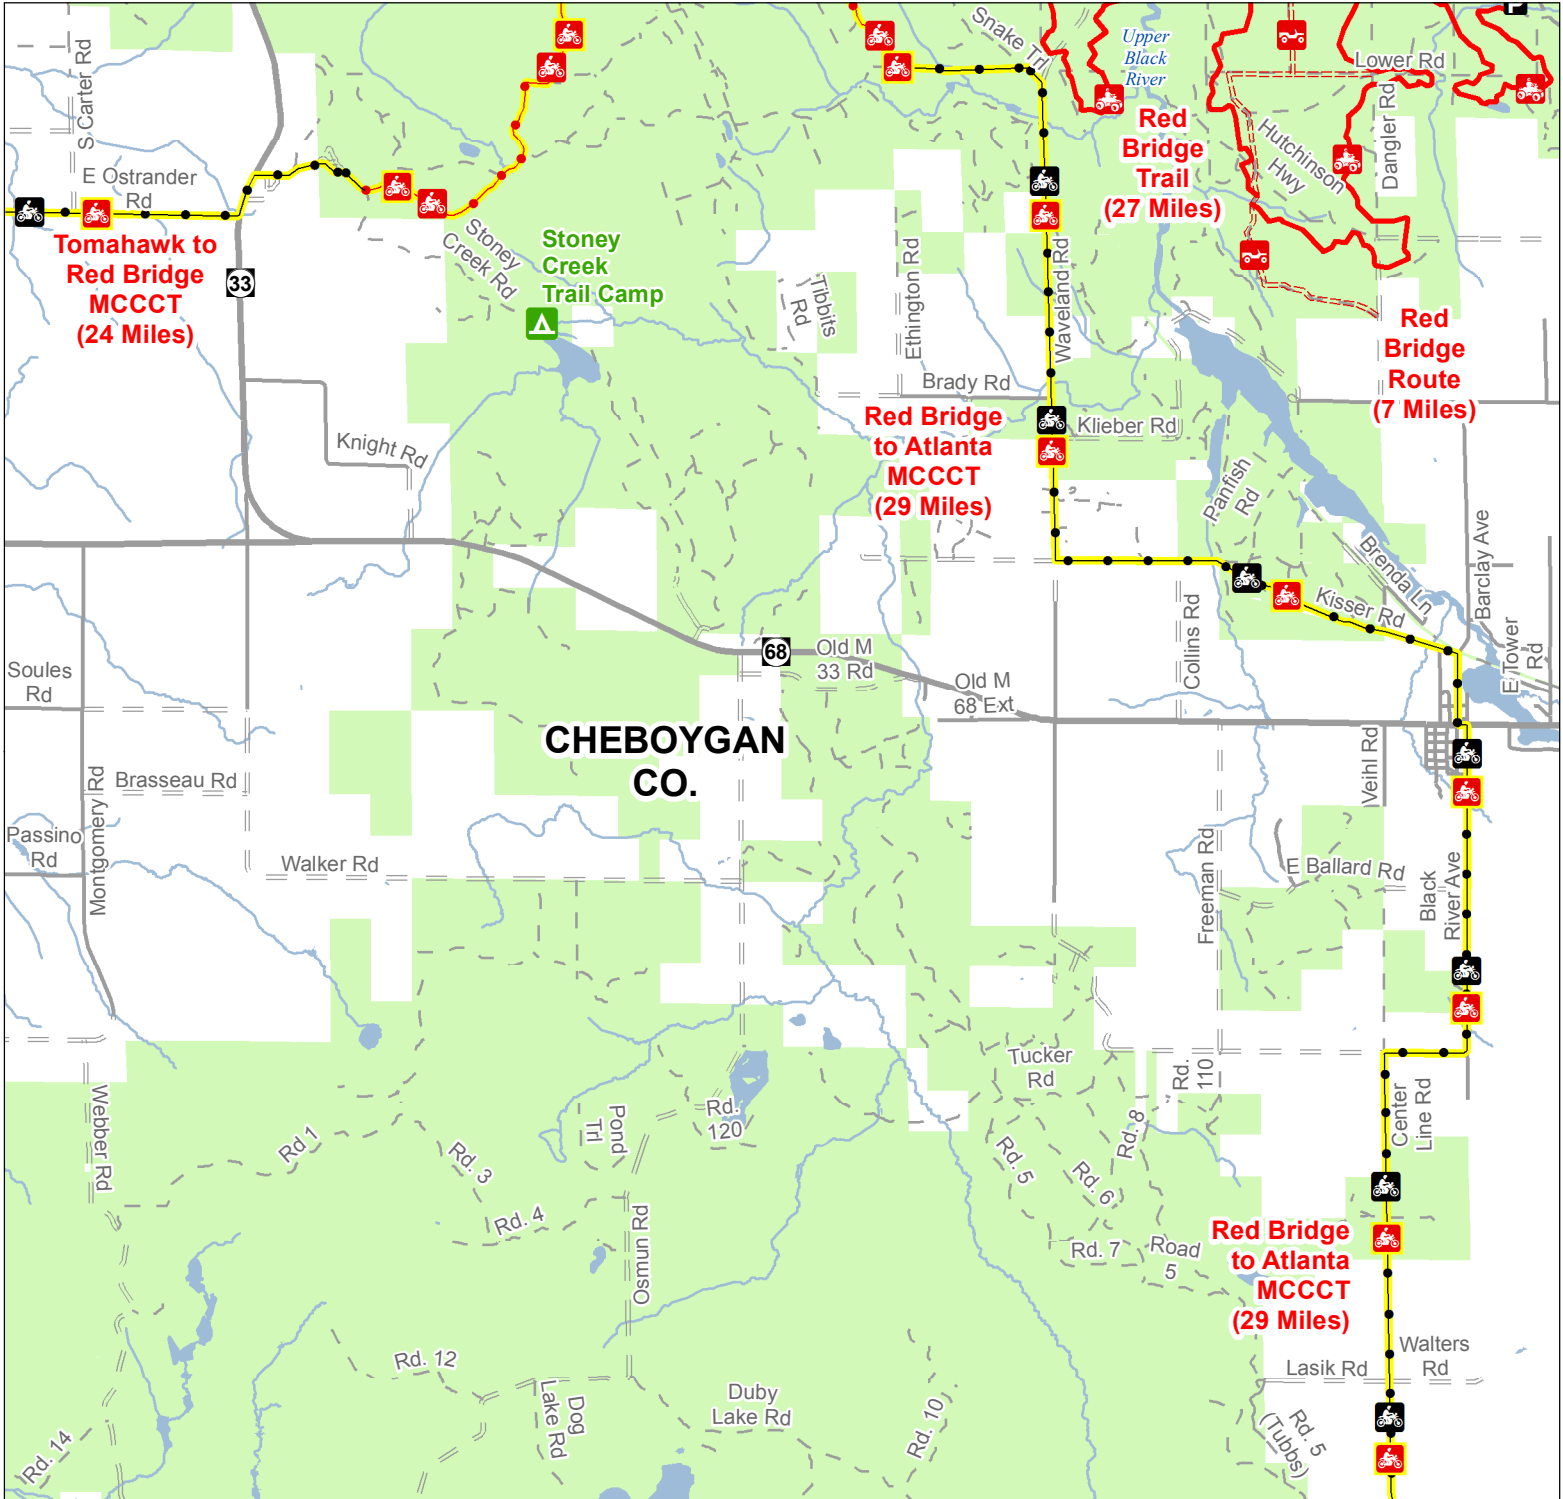 P
S Carter Rd
Snake Trl
Upper
Black
River
Lower Rd
Dangler Rd
Hutchinson
Hwy
Red
Bridge
Trail
(27 Miles)
E Ostrander
Rd
Tomahawk to
Red Bridge
MCCCT
(24 Miles)
33
Stoney
Creek Rd
Stoney
Creek
Trail Camp
Tibbits
Rd
Ethington Rd
Waveland Rd
Red
Bridge
Route
(7 Miles)
Brady Rd
Klieber Rd
Red Bridge
to Atlanta
MCCCT
(29 Miles)
Knight Rd
Panfish
Rd
Brenda Ln
Barclay Ave
Kisser Rd
E Tower
Rd
Collins Rd
Soules
Rd
68
Old M
33 Rd
Old M
68 Ext
CHEBOYGAN
CO.
Veihl Rd
Brasseau Rd
Montgomery Rd
Passino
Rd
Walker Rd
Freeman Rd
E Ballard Rd
Black
River Ave
Tucker
Rd
Rd.
110
Center
Line Rd
Webber Rd
Rd 1
Rd. 3
Rd. 4
Pond
Trl
Rd.
120
Rd. 8
Rd. 5
Rd. 6
Rd. 7
Road
5
Osmun Rd
Red Bridge
to Atlanta
MCCCT
(29 Miles)
Walters
Rd
Lasik Rd
Rd. 12
Dog
Lake Rd
Duby
Lake Rd
Rd. 10
Rd. 5
(Tubbs)
Rd. 14